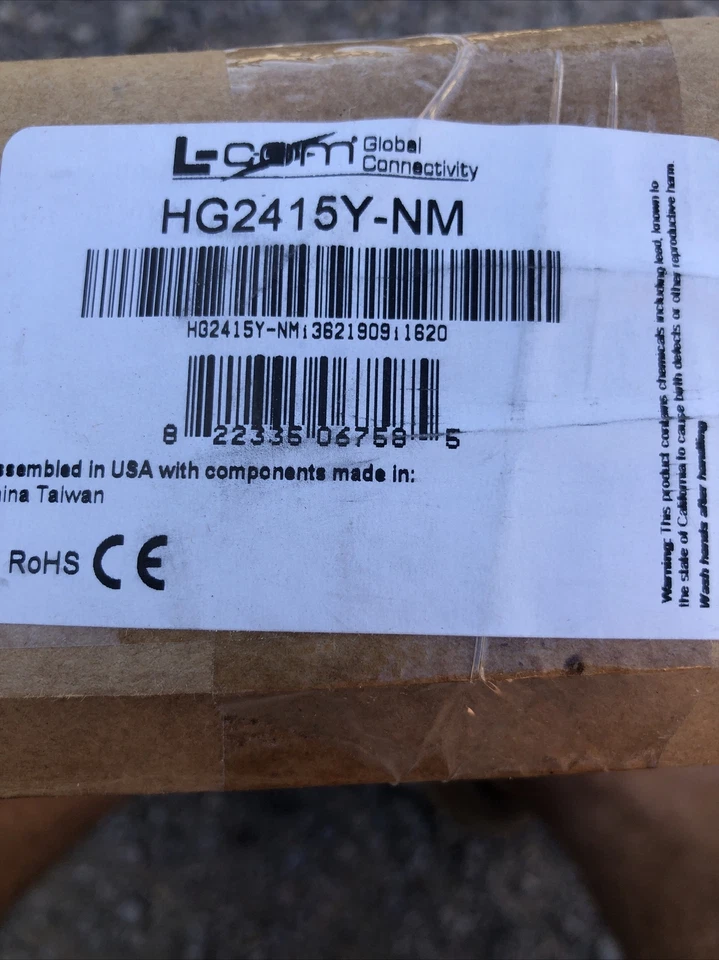 L-com Global
Connectivity
HG2415Y-NM
HG2415Y-NM¡3621909¡1620
8 22335 06758 5
ssembled in USA with components made in:
ina Taiwan
RoHS CE
Warning: This product contains chemicals including lead, known to
the state of California to cause birth defects or other reproductive harm.
Wash hands after handling